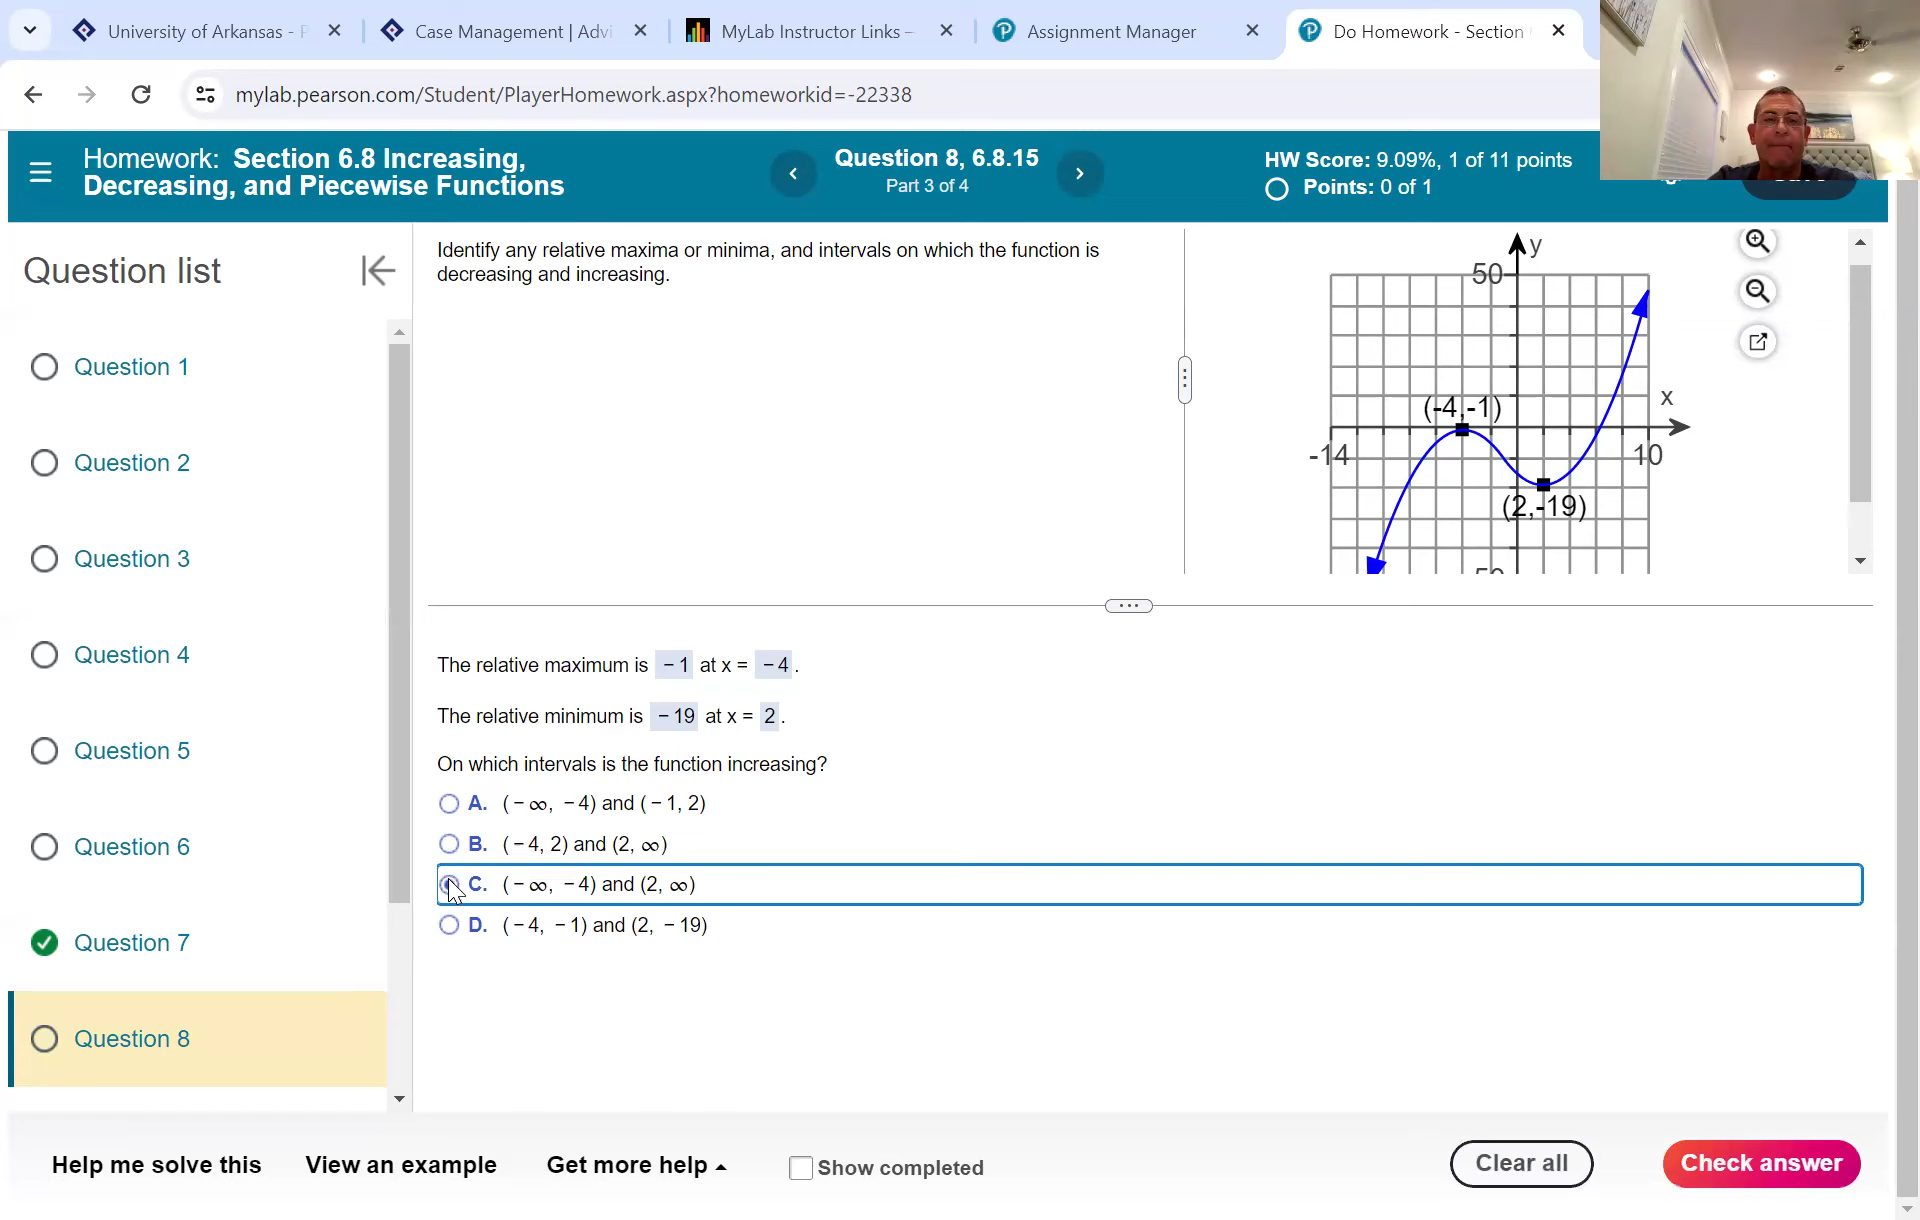 University of Arkansas -
Case Management | Advi
MyLab Instructor Links –
Assignment Manager
Do Homework - Section
mylab.pearson.com/Student/PlayerHomework.aspx?homeworkid=-22338
Homework: Section 6.8 Increasing,
Decreasing, and Piecewise Functions
Question 8, 6.8.15
Part 3 of 4
HW Score: 9.09%, 1 of 11 points
Points: 0 of 1
Question list
Question 1
Question 2
Question 3
Question 4
Question 5
Question 6
Question 7
Question 8
Identify any relative maxima or minima, and intervals on which the function is
decreasing and increasing.
y
50
x
(-4,-1)
-14
10
(2,-19)
The relative maximum is −1 at x = −4.
The relative minimum is −19 at x = 2.
On which intervals is the function increasing?
A. (−∞, −4) and (−1, 2)
B. (−4, 2) and (2, ∞)
C. (−∞, −4) and (2, ∞)
D. (−4, −1) and (2, −19)
Help me solve this
View an example
Get more help
Show completed
Clear all
Check answer